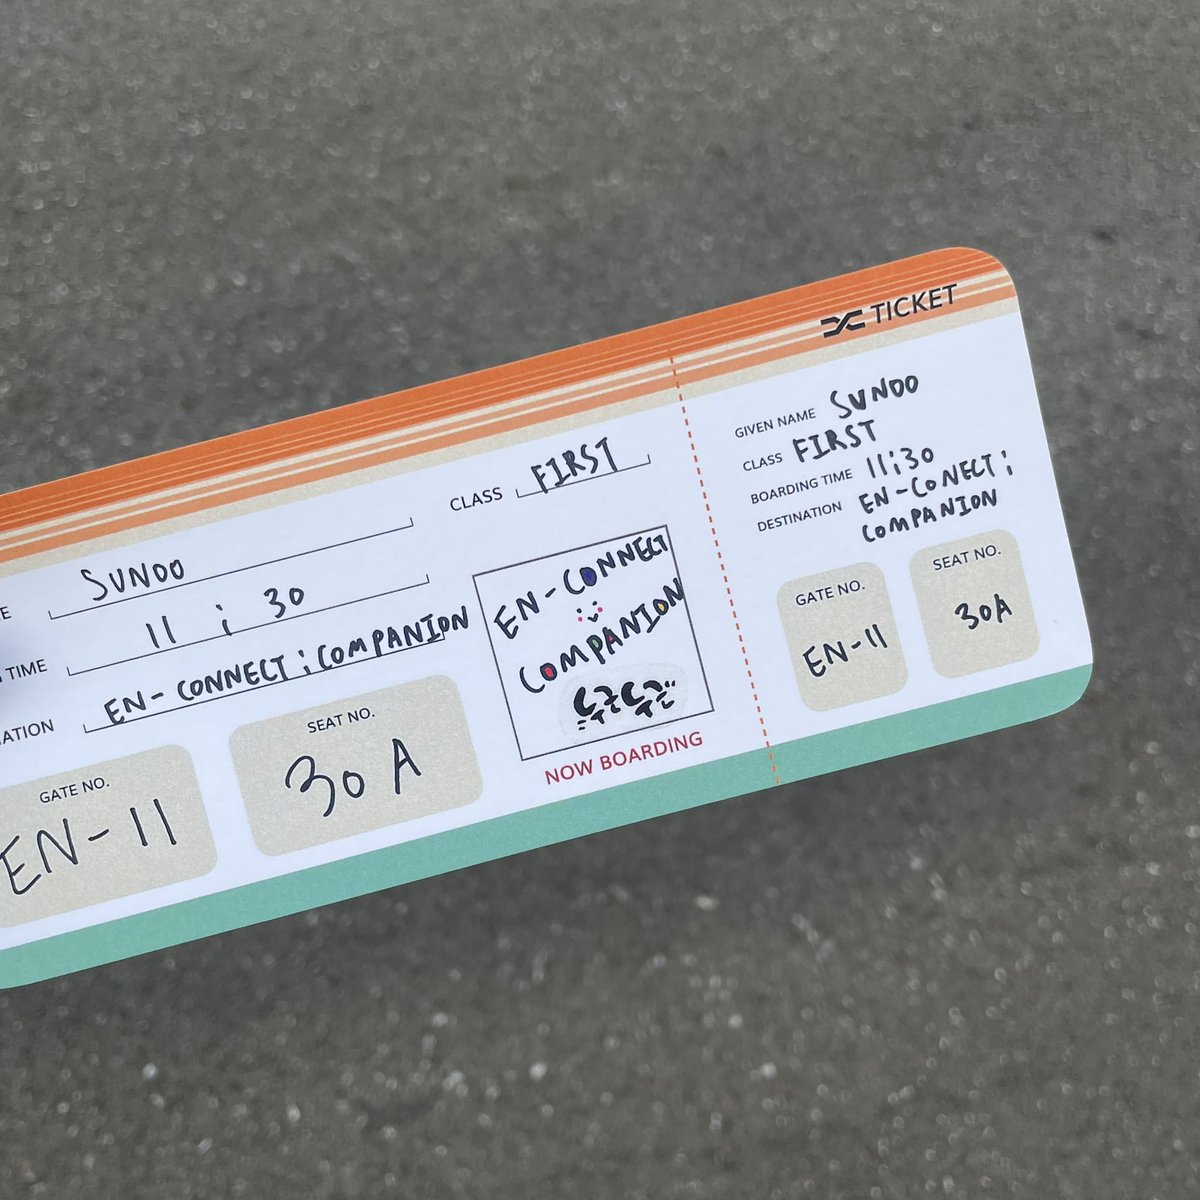 TICKET
CLASS FIRST
E SUNOO
TIME 11 ; 30
ATION EN-CONNECT ; COMPANION
GATE NO.
EN-11
SEAT NO.
30A
EN-CONNECT
COMPANION
두근두근
NOW BOARDING
GIVEN NAME SUNOO
CLASS FIRST
BOARDING TIME 11;30
DESTINATION EN-CONECT ;
COMPANION
GATE NO.
EN-11
SEAT NO.
30A